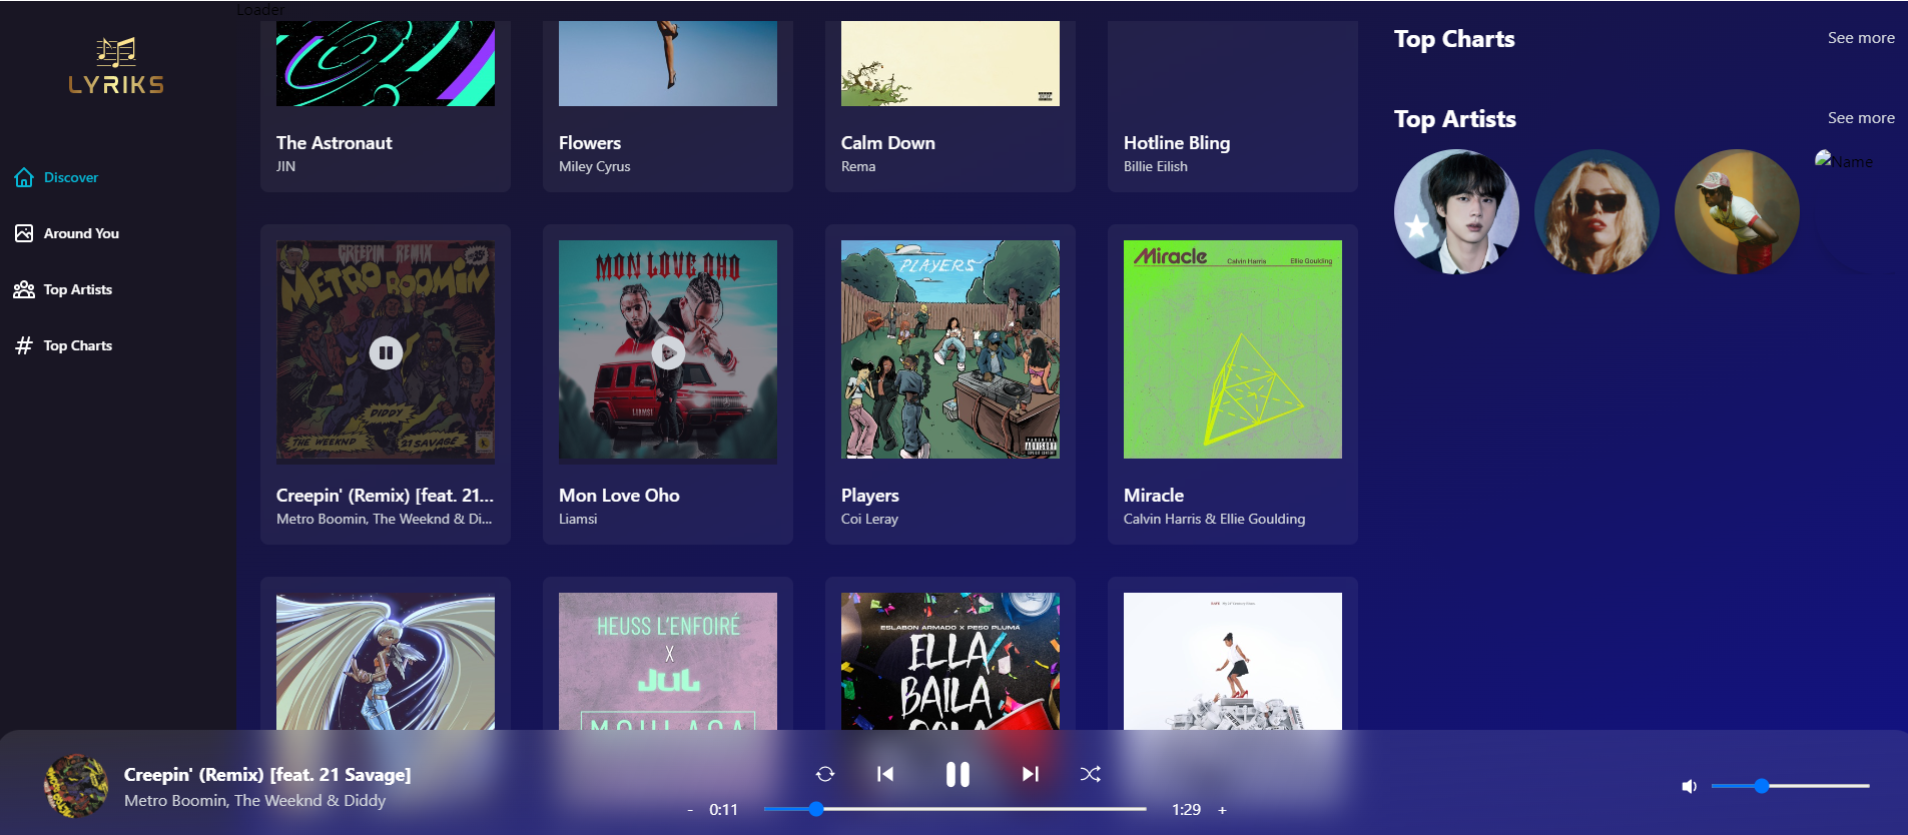 Loader
LYRIKS
Discover
Around You
Top Artists
Top Charts
The Astronaut
JIN
Flowers
Miley Cyrus
Calm Down
Rema
Hotline Bling
Billie Eilish
CREEPIN' REMIX
METRO BOOMIN
DIDDY
THE WEEKND
21 SAVAGE
Creepin' (Remix) [feat. 21...
Metro Boomin, The Weeknd & Di...
MON LOVE OHO
LIAMSI
Mon Love Oho
Liamsi
PLAYERS
Players
Coi Leray
Miracle
Calvin Harris
Ellie Goulding
Miracle
Calvin Harris & Ellie Goulding
HEUSS L'ENFOIRÉ
X
JUL
MOULAGA
ESLABON ARMADO X PESO PLUMA
ELLA
BAILA
SOLA
Top Charts
See more
Top Artists
See more
Name
Creepin' (Remix) [feat. 21 Savage]
Metro Boomin, The Weeknd & Diddy
- 0:11
1:29 +